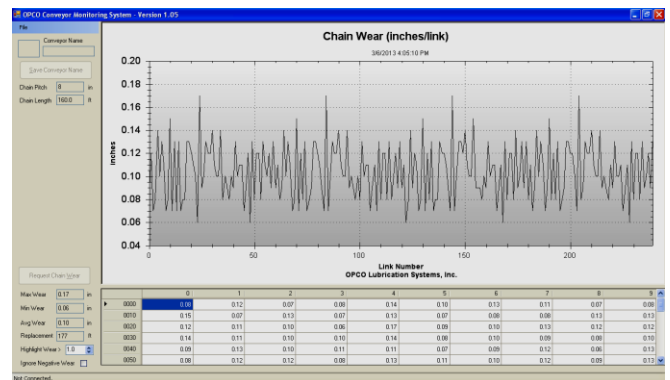 OPCO Conveyor Monitoring System - Version 1.05
File
Conveyor Name
Save Conveyor Name
Chain Pitch 8 in
Chain Length 160.0 ft
Chain Wear (inches/link)
3/6/2013 4:05:10 PM
0.20
0.18
0.16
0.14
0.12
0.10
0.08
0.06
0.04
inches
0 50 100 150 200
Link Number
OPCO Lubrication Systems, Inc.
Request Chain Wear
Max Wear 0.17 in
Min Wear 0.06 in
Avg Wear 0.10 in
Replacement 177 ft
Highlight Wear > 1.0
Ignore Negative Wear
0 1 2 3 4 5 6 7 8 9
0000 0.08 0.12 0.07 0.08 0.14 0.10 0.13 0.11 0.07 0.08
0010 0.15 0.07 0.13 0.07 0.13 0.07 0.08 0.08 0.13 0.13
0020 0.12 0.11 0.10 0.06 0.17 0.09 0.10 0.13 0.12 0.12
0030 0.14 0.11 0.10 0.10 0.14 0.08 0.10 0.09 0.08 0.10
0040 0.09 0.13 0.10 0.11 0.11 0.07 0.09 0.12 0.06 0.13
0050 0.08 0.12 0.12 0.08 0.13 0.11 0.10 0.12 0.09 0.13
Not Connected.